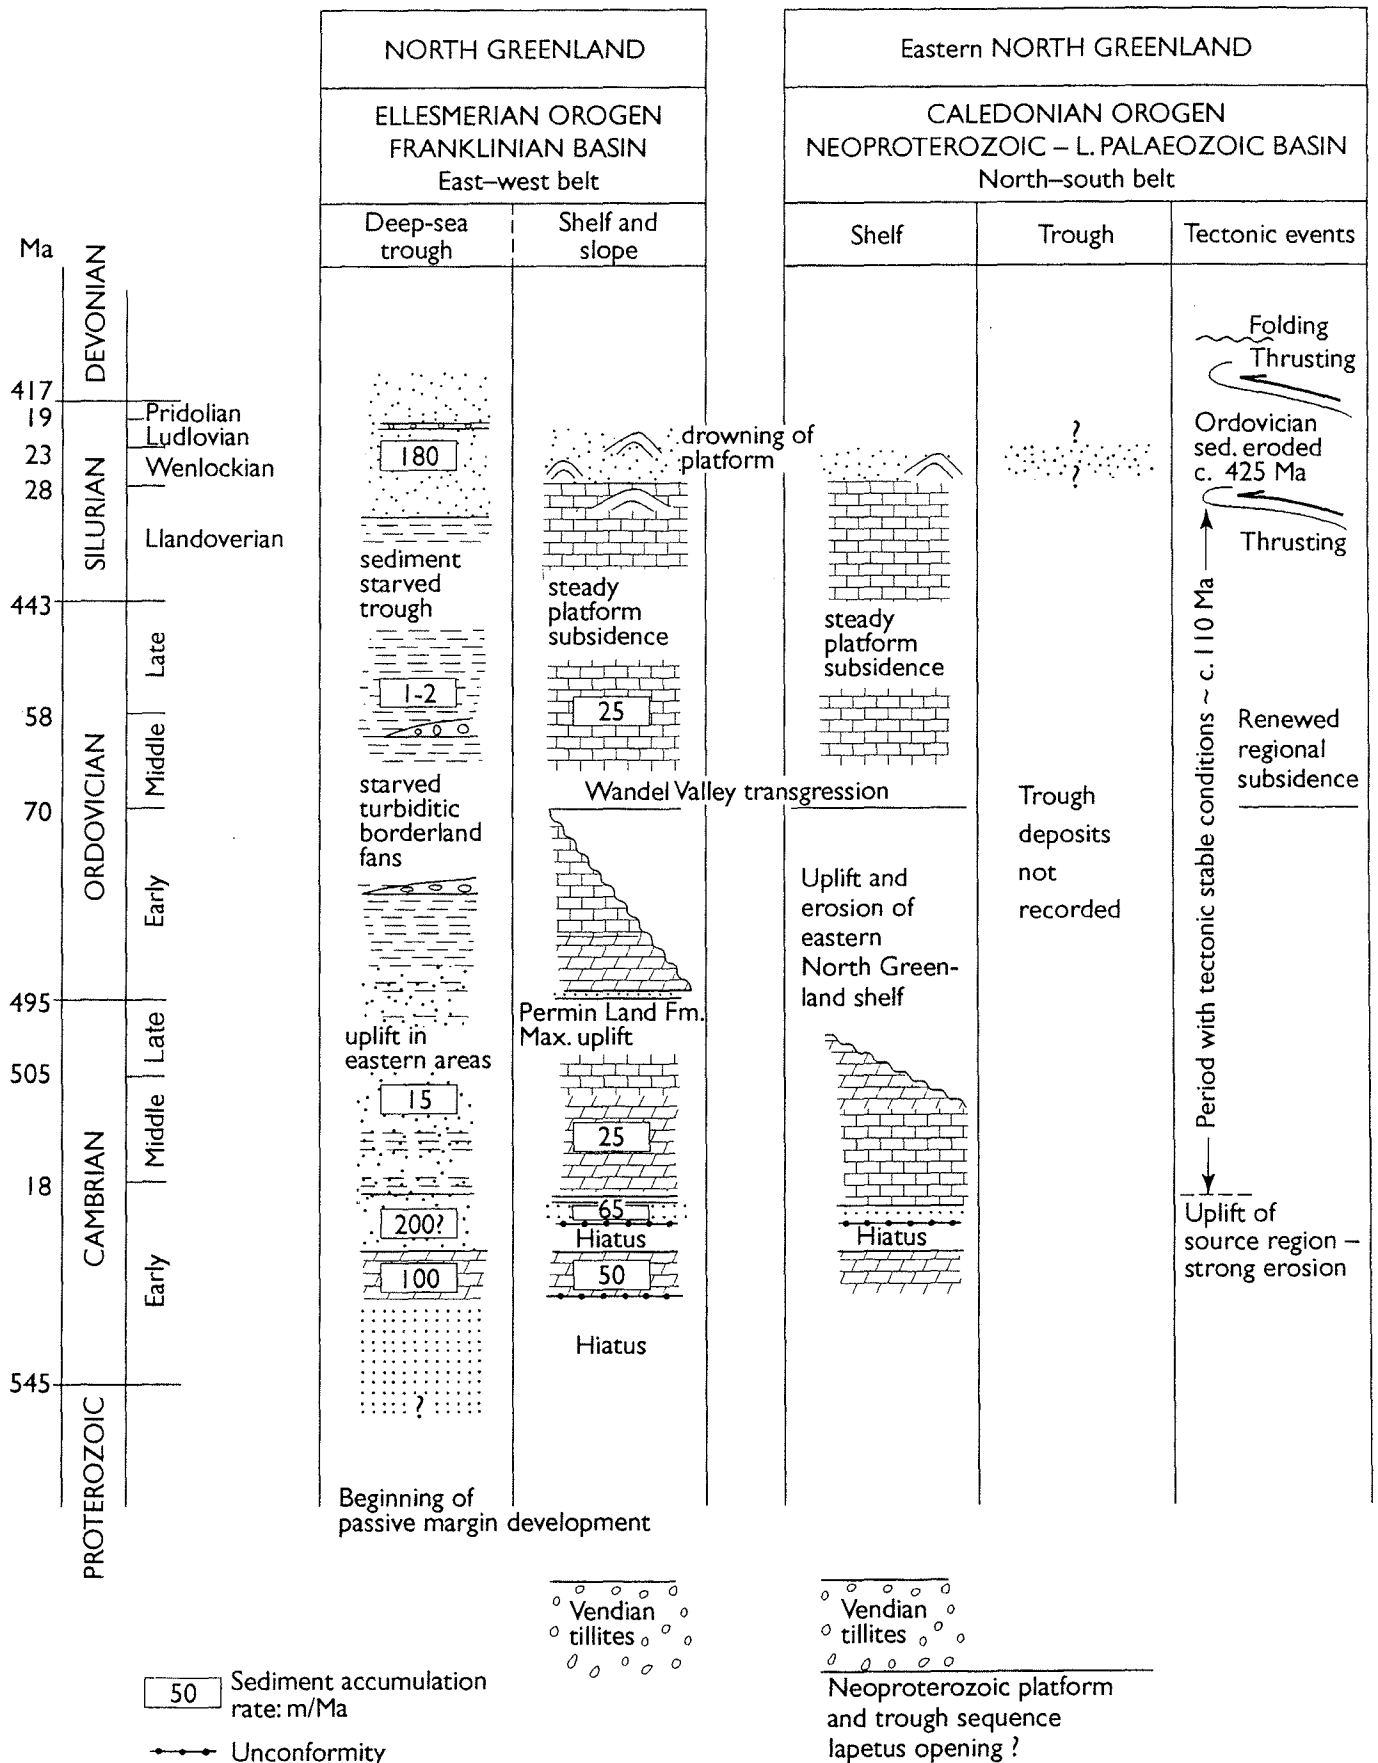 NORTH GREENLAND
Eastern NORTH GREENLAND
ELLESMERIAN OROGEN
FRANKLINIAN BASIN
East–west belt
CALEDONIAN OROGEN
NEOPROTEROZOIC – L. PALAEOZOIC BASIN
North–south belt
Deep-sea
trough
Shelf and
slope
Shelf
Trough
Tectonic events
Ma
417
19
23
28
443
58
70
495
505
18
545
DEVONIAN
SILURIAN
ORDOVICIAN
CAMBRIAN
PROTEROZOIC
Pridolian
Ludlovian
Wenlockian
Llandoverian
Late
Middle
Early
Late
Middle
Early
180
sediment
starved
trough
1-2
starved
turbiditic
borderland
fans
uplift in
eastern areas
15
200?
100
?
Beginning of
passive margin development
drowning of
platform
steady
platform
subsidence
25
Wandel Valley transgression
Permin Land Fm.
Max. uplift
25
65
Hiatus
50
Hiatus
Vendian
tillites
steady
platform
subsidence
Uplift and
erosion of
eastern
North Green-
land shelf
Hiatus
Vendian
tillites
Neoproterozoic platform
and trough sequence
Iapetus opening ?
?
?
Trough
deposits
not
recorded
Folding
Thrusting
Ordovician
sed. eroded
c. 425 Ma
Thrusting
Period with tectonic stable conditions ~ c. 110 Ma
Renewed
regional
subsidence
Uplift of
source region –
strong erosion
50
Sediment accumulation
rate: m/Ma
Unconformity